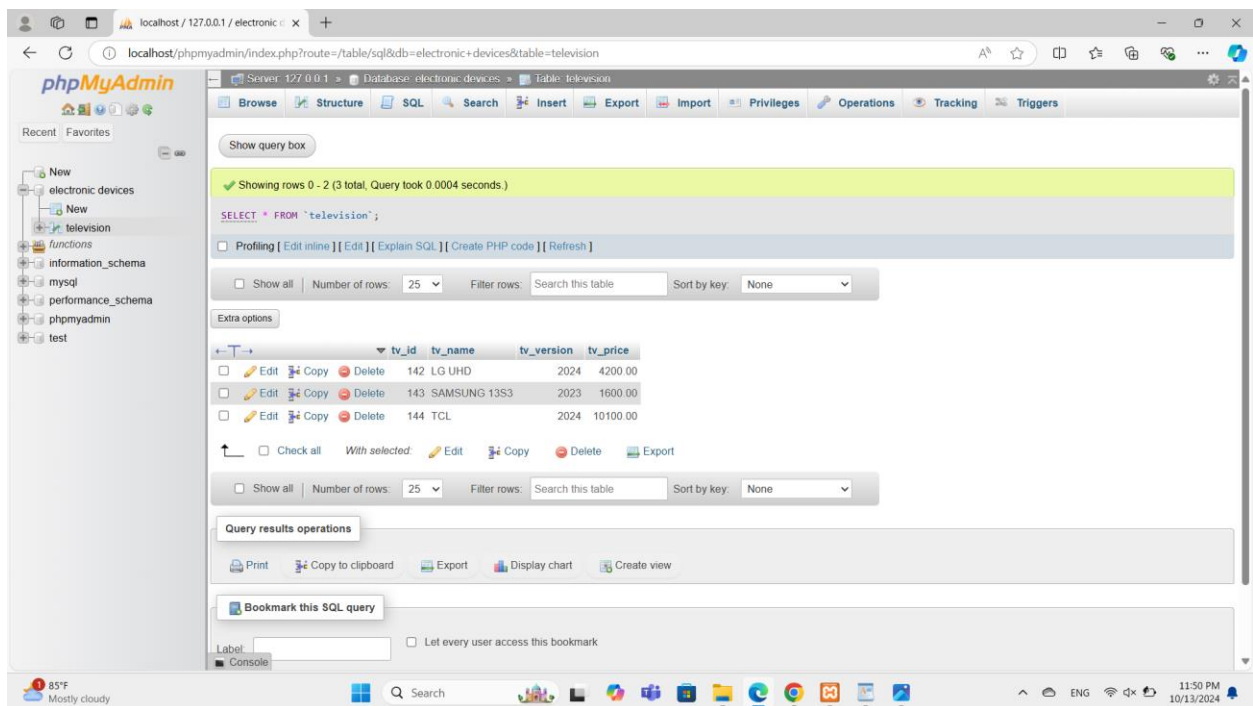 localhost / 127.0.0.1 / electronic d
localhost/phpmyadmin/index.php?route=/table/sql&db=electronic+devices&table=television
phpMyAdmin
Recent Favorites
New
electronic devices
New
television
functions
information_schema
mysql
performance_schema
phpmyadmin
test
Server: 127.0.0.1 » Database: electronic devices » Table: television
Browse Structure SQL Search Insert Export Import Privileges Operations Tracking Triggers
Show query box
Showing rows 0 - 2 (3 total, Query took 0.0004 seconds.)
SELECT * FROM `television`;
Profiling [ Edit inline ] [ Edit ] [ Explain SQL ] [ Create PHP code ] [ Refresh ]
Show all | Number of rows: 25 Filter rows: Search this table Sort by key: None
Extra options
←T→ tv_id tv_name tv_version tv_price
Edit Copy Delete 142 LG UHD 2024 4200.00
Edit Copy Delete 143 SAMSUNG 13S3 2023 1600.00
Edit Copy Delete 144 TCL 2024 10100.00
Check all With selected: Edit Copy Delete Export
Show all | Number of rows: 25 Filter rows: Search this table Sort by key: None
Query results operations
Print Copy to clipboard Export Display chart Create view
Bookmark this SQL query
Label: Let every user access this bookmark
Console
1 85°F
Mostly cloudy
Search
ENG
11:50 PM
10/13/2024